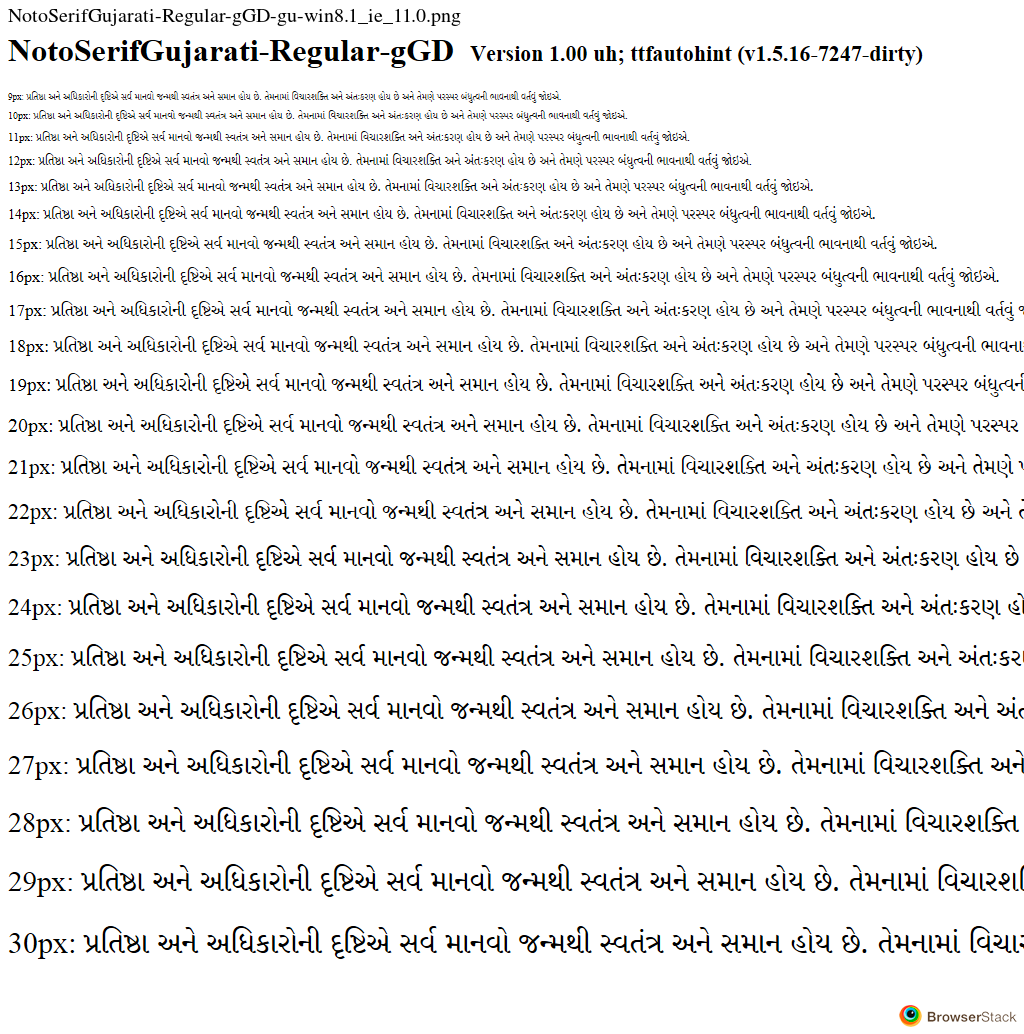 NotoSerifGujarati-Regular-gGD-gu-win8.1_ie_11.0.png
NotoSerifGujarati-Regular-gGD Version 1.00 uh; ttfautohint (v1.5.16-7247-dirty)
9px: પ્રતિષ્ઠા અને અધિકારોની દૃષ્ટિએ સર્વ માનવો જન્મથી સ્વતંત્ર અને સમાન હોય છે. તેમનામાં વિચારશક્તિ અને અંતઃકરણ હોય છે અને તેમણે પરસ્પર બંધુત્વની ભાવનાથી વર્તવું જોઇએ.
10px: પ્રતિષ્ઠા અને અધિકારોની દૃષ્ટિએ સર્વ માનવો જન્મથી સ્વતંત્ર અને સમાન હોય છે. તેમનામાં વિચારશક્તિ અને અંતઃકરણ હોય છે અને તેમણે પરસ્પર બંધુત્વની ભાવનાથી વર્તવું જોઇએ.
11px: પ્રતિષ્ઠા અને અધિકારોની દૃષ્ટિએ સર્વ માનવો જન્મથી સ્વતંત્ર અને સમાન હોય છે. તેમનામાં વિચારશક્તિ અને અંતઃકરણ હોય છે અને તેમણે પરસ્પર બંધુત્વની ભાવનાથી વર્તવું જોઇએ.
12px: પ્રતિષ્ઠા અને અધિકારોની દૃષ્ટિએ સર્વ માનવો જન્મથી સ્વતંત્ર અને સમાન હોય છે. તેમનામાં વિચારશક્તિ અને અંતઃકરણ હોય છે અને તેમણે પરસ્પર બંધુત્વની ભાવનાથી વર્તવું જોઇએ.
13px: પ્રતિષ્ઠા અને અધિકારોની દૃષ્ટિએ સર્વ માનવો જન્મથી સ્વતંત્ર અને સમાન હોય છે. તેમનામાં વિચારશક્તિ અને અંતઃકરણ હોય છે અને તેમણે પરસ્પર બંધુત્વની ભાવનાથી વર્તવું જોઇએ.
14px: પ્રતિષ્ઠા અને અધિકારોની દૃષ્ટિએ સર્વ માનવો જન્મથી સ્વતંત્ર અને સમાન હોય છે. તેમનામાં વિચારશક્તિ અને અંતઃકરણ હોય છે અને તેમણે પરસ્પર બંધુત્વની ભાવનાથી વર્તવું જોઇએ.
15px: પ્રતિષ્ઠા અને અધિકારોની દૃષ્ટિએ સર્વ માનવો જન્મથી સ્વતંત્ર અને સમાન હોય છે. તેમનામાં વિચારશક્તિ અને અંતઃકરણ હોય છે અને તેમણે પરસ્પર બંધુત્વની ભાવનાથી વર્તવું જોઇએ.
16px: પ્રતિષ્ઠા અને અધિકારોની દૃષ્ટિએ સર્વ માનવો જન્મથી સ્વતંત્ર અને સમાન હોય છે. તેમનામાં વિચારશક્તિ અને અંતઃકરણ હોય છે અને તેમણે પરસ્પર બંધુત્વની ભાવનાથી વર્તવું જોઇએ.
17px: પ્રતિષ્ઠા અને અધિકારોની દૃષ્ટિએ સર્વ માનવો જન્મથી સ્વતંત્ર અને સમાન હોય છે. તેમનામાં વિચારશક્તિ અને અંતઃકરણ હોય છે અને તેમણે પરસ્પર બંધુત્વની ભાવનાથી વર્તવું
18px: પ્રતિષ્ઠા અને અધિકારોની દૃષ્ટિએ સર્વ માનવો જન્મથી સ્વતંત્ર અને સમાન હોય છે. તેમનામાં વિચારશક્તિ અને અંતઃકરણ હોય છે અને તેમણે પરસ્પર બંધુત્વની ભાવના
19px: પ્રતિષ્ઠા અને અધિકારોની દૃષ્ટિએ સર્વ માનવો જન્મથી સ્વતંત્ર અને સમાન હોય છે. તેમનામાં વિચારશક્તિ અને અંતઃકરણ હોય છે અને તેમણે પરસ્પર બંધુત્વની
20px: પ્રતિષ્ઠા અને અધિકારોની દૃષ્ટિએ સર્વ માનવો જન્મથી સ્વતંત્ર અને સમાન હોય છે. તેમનામાં વિચારશક્તિ અને અંતઃકરણ હોય છે અને તેમણે પરસ્પર
21px: પ્રતિષ્ઠા અને અધિકારોની દૃષ્ટિએ સર્વ માનવો જન્મથી સ્વતંત્ર અને સમાન હોય છે. તેમનામાં વિચારશક્તિ અને અંતઃકરણ હોય છે અને તેમણે
22px: પ્રતિષ્ઠા અને અધિકારોની દૃષ્ટિએ સર્વ માનવો જન્મથી સ્વતંત્ર અને સમાન હોય છે. તેમનામાં વિચારશક્તિ અને અંતઃકરણ હોય છે અને
23px: પ્રતિષ્ઠા અને અધિકારોની દૃષ્ટિએ સર્વ માનવો જન્મથી સ્વતંત્ર અને સમાન હોય છે. તેમનામાં વિચારશક્તિ અને અંતઃકરણ હોય છે
24px: પ્રતિષ્ઠા અને અધિકારોની દૃષ્ટિએ સર્વ માનવો જન્મથી સ્વતંત્ર અને સમાન હોય છે. તેમનામાં વિચારશક્તિ અને અંતઃકરણ હો
25px: પ્રતિષ્ઠા અને અધિકારોની દૃષ્ટિએ સર્વ માનવો જન્મથી સ્વતંત્ર અને સમાન હોય છે. તેમનામાં વિચારશક્તિ અને અંતઃકરણ
26px: પ્રતિષ્ઠા અને અધિકારોની દૃષ્ટિએ સર્વ માનવો જન્મથી સ્વતંત્ર અને સમાન હોય છે. તેમનામાં વિચારશક્તિ અને અંત
27px: પ્રતિષ્ઠા અને અધિકારોની દૃષ્ટિએ સર્વ માનવો જન્મથી સ્વતંત્ર અને સમાન હોય છે. તેમનામાં વિચારશક્તિ અને
28px: પ્રતિષ્ઠા અને અધિકારોની દૃષ્ટિએ સર્વ માનવો જન્મથી સ્વતંત્ર અને સમાન હોય છે. તેમનામાં વિચારશક્તિ
29px: પ્રતિષ્ઠા અને અધિકારોની દૃષ્ટિએ સર્વ માનવો જન્મથી સ્વતંત્ર અને સમાન હોય છે. તેમનામાં વિચારશ
30px: પ્રતિષ્ઠા અને અધિકારોની દૃષ્ટિએ સર્વ માનવો જન્મથી સ્વતંત્ર અને સમાન હોય છે. તેમનામાં વિચાર
BrowserStack